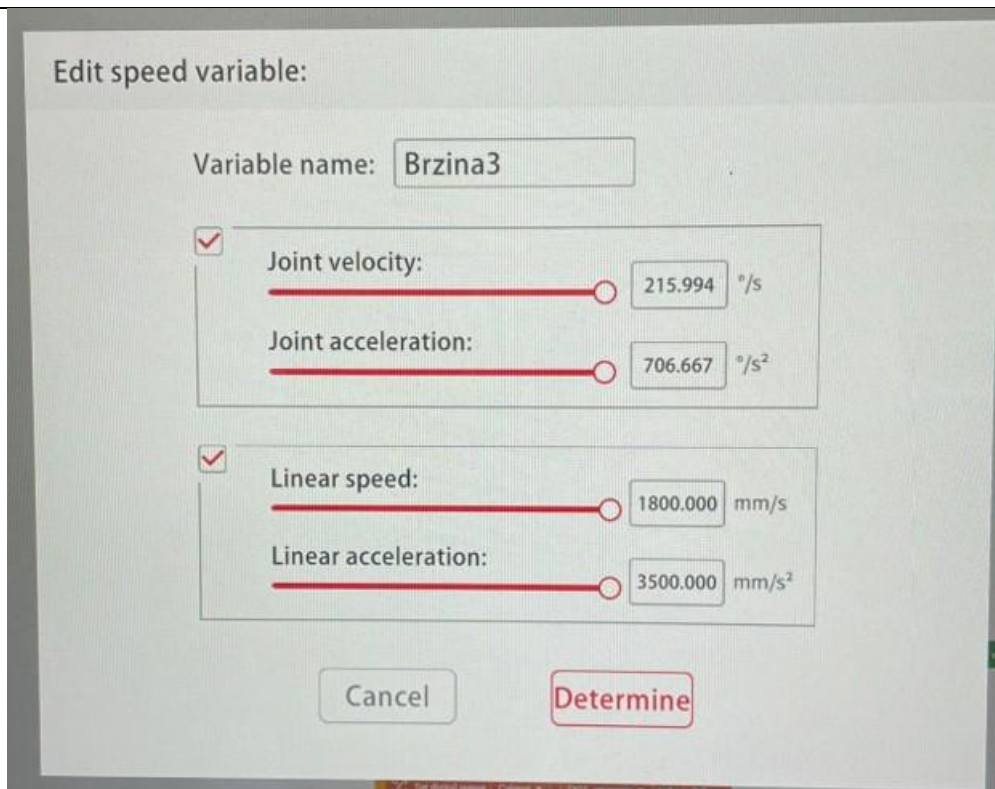 Edit speed variable:
Variable name: Brzina3
Joint velocity:
215.994 °/s
Joint acceleration:
706.667 °/s²
Linear speed:
1800.000 mm/s
Linear acceleration:
3500.000 mm/s²
Cancel Determine